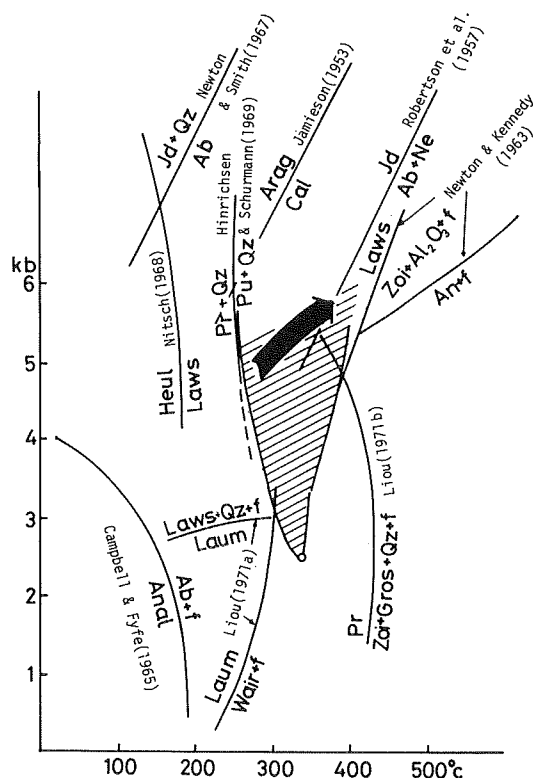 Jd+Qz Newton
Ab & Smith(1967)
Arag Jamieson(1953)
Cal
Jd Robertson et al.
(1957)
Ab+Ne
Newton & Kennedy
(1963)
Laws
Zoi+Al2O3+f
An+f
Hinrichsen
& Schurmann(1969)
Pr+Qz
Pu+Qz
Nitsch(1968)
Heul
Laws
kb
6
5
4
3
2
1
Laws+Qz+f
Laum
Liou(1971a)
Laum
Wair+f
Ab+f
Anal
Campbell
& Fyfe(1965)
Liou(1971b)
Pr
Zoi+Gros+Qz+f
100
200
300
400
500°c